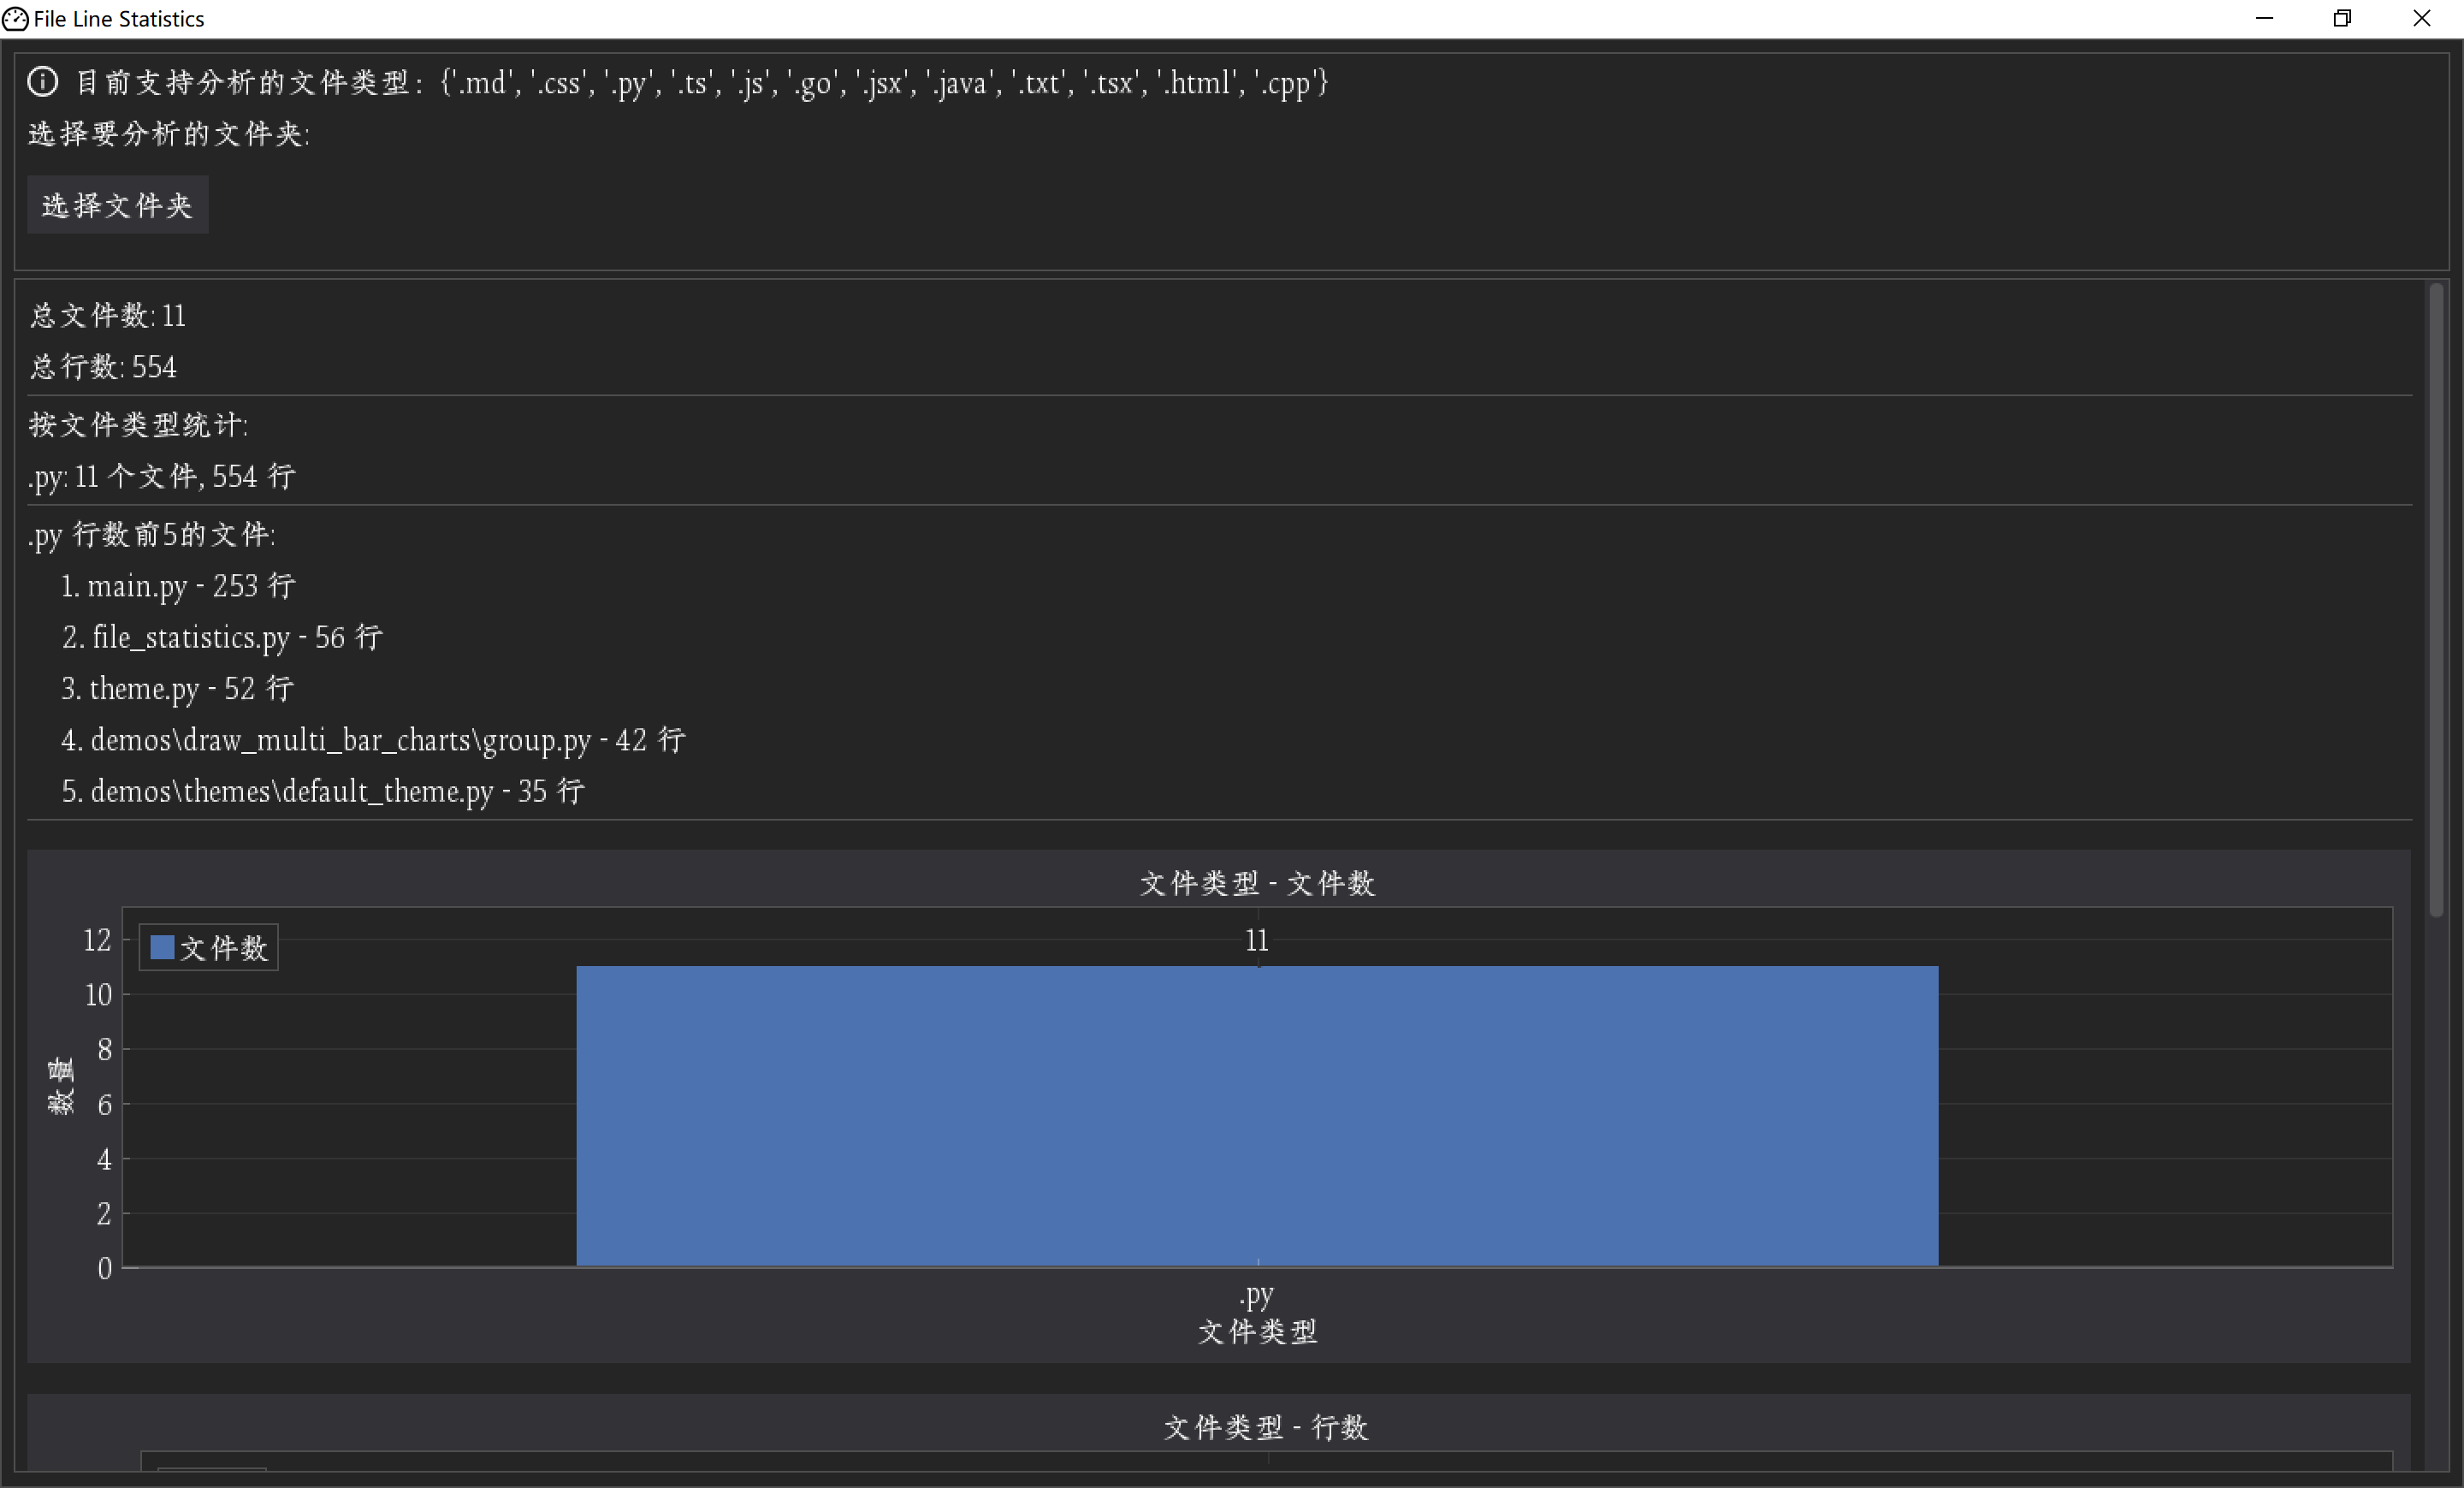 File Line Statistics
目前支持分析的文件类型：{'.md', '.css', '.py', '.ts', '.js', '.go', '.jsx', '.java', '.txt', '.tsx', '.html', '.cpp'}
选择要分析的文件夹:
选择文件夹
总文件数: 11
总行数: 554
按文件类型统计:
.py: 11 个文件, 554 行
.py 行数前5的文件:
1. main.py - 253 行
2. file_statistics.py - 56 行
3. theme.py - 52 行
4. demos\draw_multi_bar_charts\group.py - 42 行
5. demos\themes\default_theme.py - 35 行
文件类型 - 文件数
文件数
11
12
10
8
6
4
2
0
数量
.py
文件类型
文件类型 - 行数